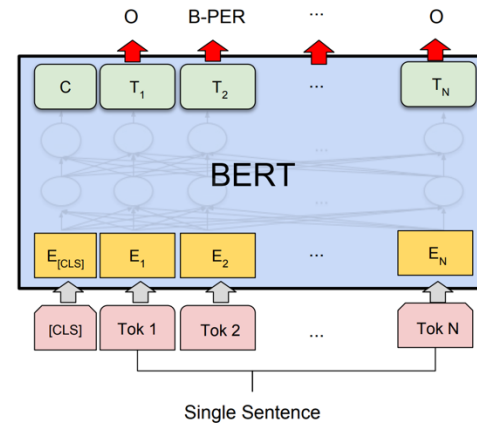 O B-PER ... O
C T1 T2 ... TN
...
...
BERT
E[CLS] E1 E2 ... EN
[CLS] Tok 1 Tok 2 ... Tok N
Single Sentence